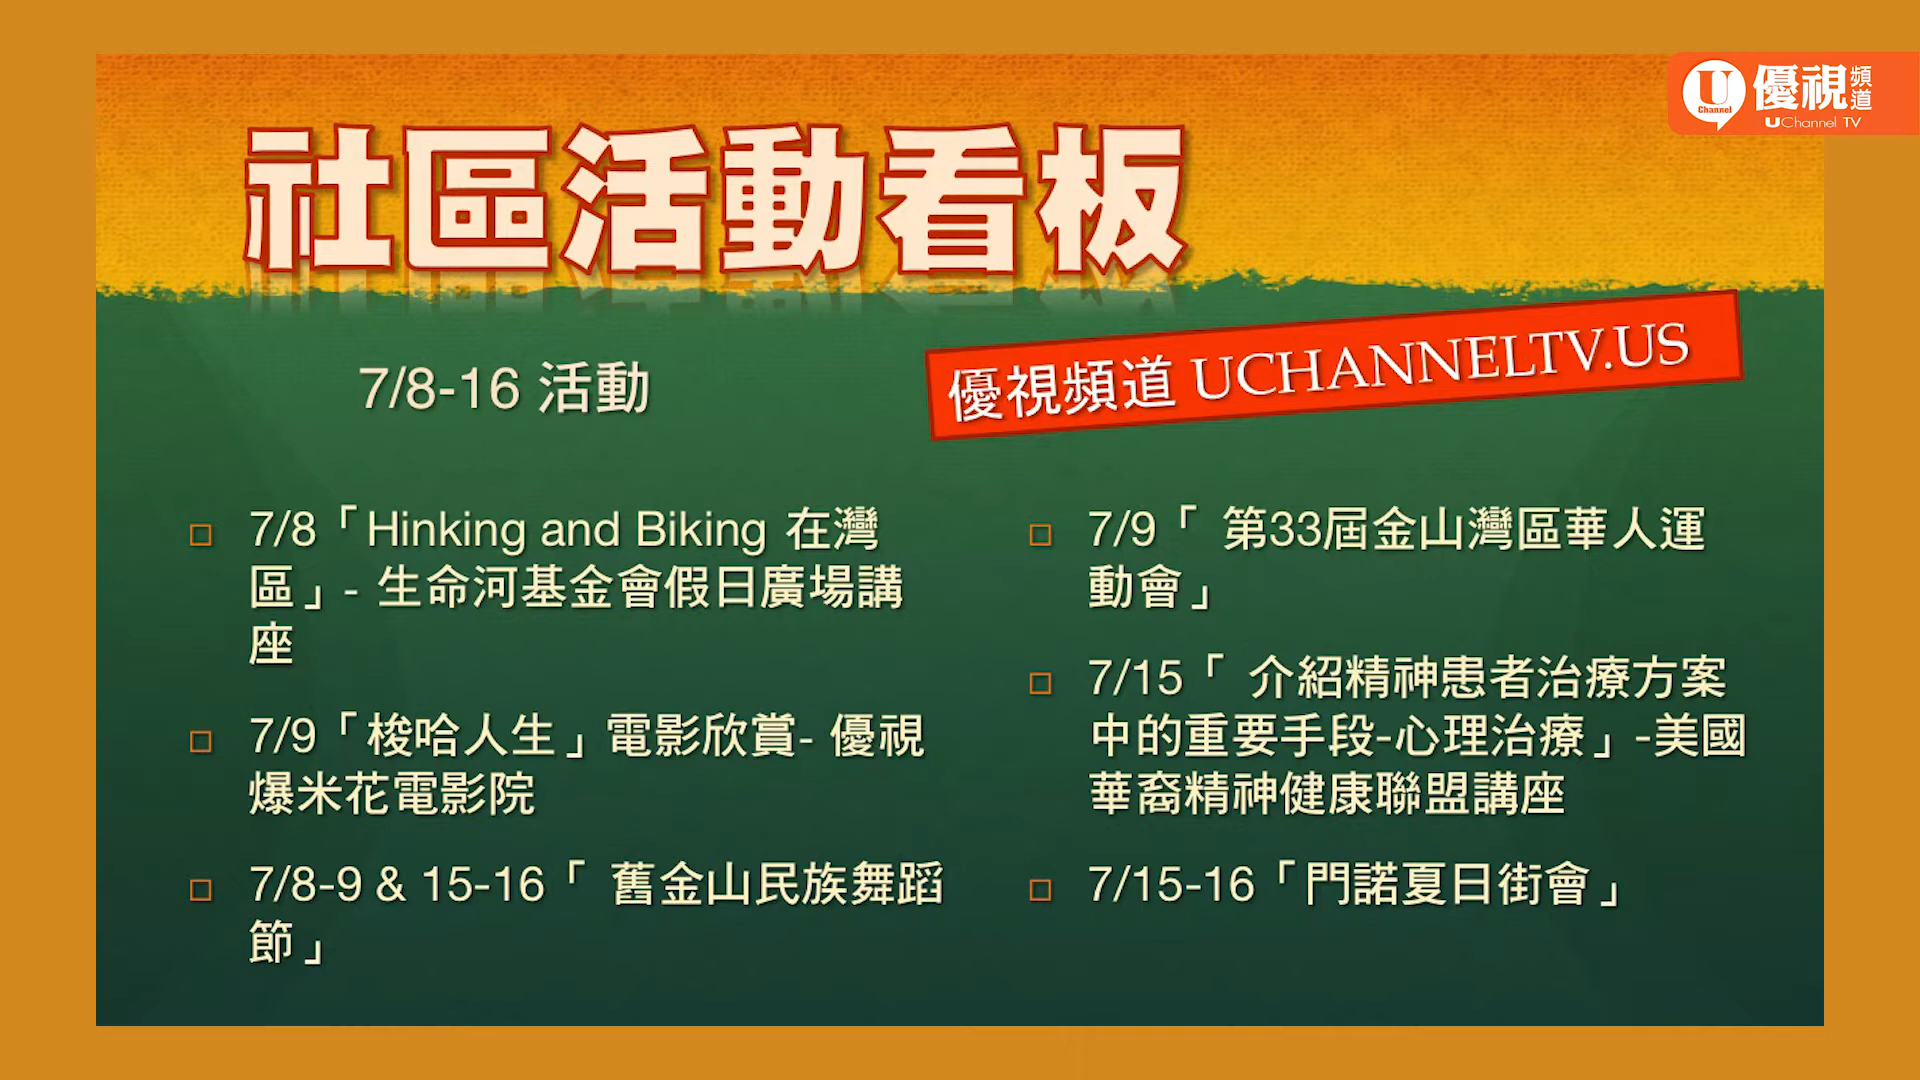 優視頻道
U Channel
UChannel TV
社區活動看板
7/8-16 活動
優視頻道 UCHANNELTV.US
7/8「Hinking and Biking 在灣
區」- 生命河基金會假日廣場講
座
7/9「梭哈人生」電影欣賞- 優視
爆米花電影院
7/8-9 & 15-16「 舊金山民族舞蹈
節」
7/9「 第33屆金山灣區華人運
動會」
7/15「 介紹精神患者治療方案
中的重要手段-心理治療」-美國
華裔精神健康聯盟講座
7/15-16「門諾夏日街會」